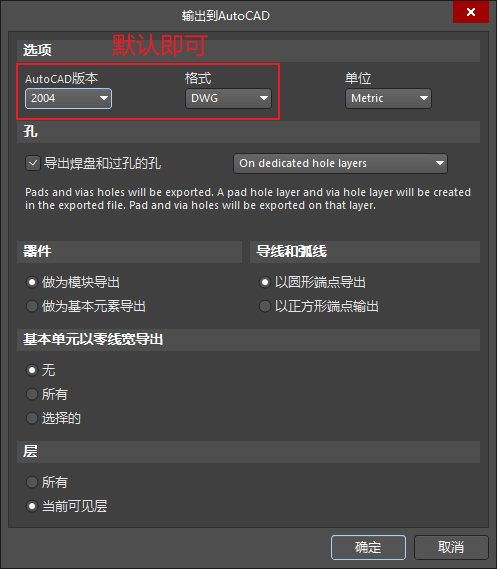 输出到AutoCAD
选项
默认即可
AutoCAD版本 格式 单位
2004 DWG Metric
孔
导出焊盘和过孔的孔 On dedicated hole layers
Pads and vias holes will be exported. A pad hole layer and via hole layer will be created
in the exported file. Pad and via holes will be exported on that layer.
器件 导线和弧线
做为模块导出 以圆形端点导出
做为基本元素导出 以正方形端点输出
基本单元以零线宽导出
无
所有
选择的
层
所有
当前可见层
确定 取消